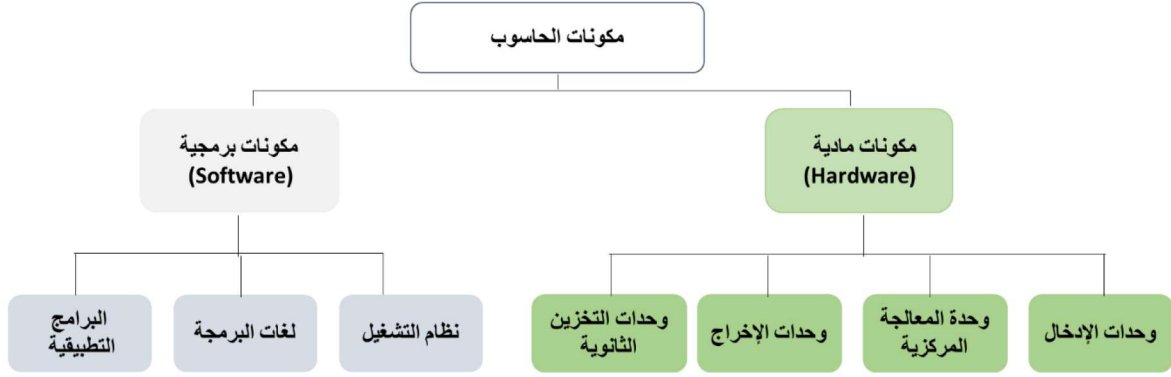 مكونات الحاسوب
مكونات مادية
(Hardware)
مكونات برمجية
(Software)
وحدات الإدخال
وحدة المعالجة
المركزية
وحدات الإخراج
وحدات التخزين
الثانوية
نظام التشغيل
لغات البرمجة
البرامج
التطبيقية